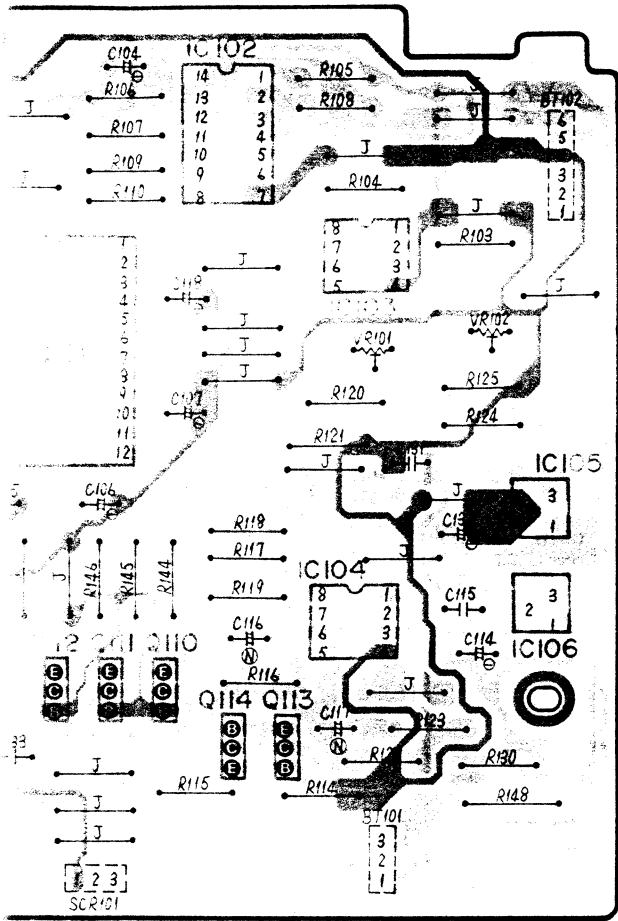 C104
IC102
14 1
13 2
12 3
11 4
10 5
9 6
8 7
R105
R106
R108
R107
R109
R110
J
J
J
J
J
BT102
6
5
3
2
1
R104
J
R103
8 1
7 2
6 3
5
1
2
3
4
5
6
7
8
9
10
11
12
J
C118
J
J
J
J
VR101
VR102
C107
R120
R125
R124
R121
J
IC105
3
1
C106
J
R118
R117
R119
J
IC104
8 1
7 2
6 3
5
J
R146
R145
R144
C115
3
2
1
IC106
C114
C116
N
R116
Q110
E
C
B
E
C
E
C
Q114
B
C
E
Q113
E
C
B
J
C117
N
R123
R130
R148
R115
R114
J
J
J
BT101
3
2
1
2 3
SCR101